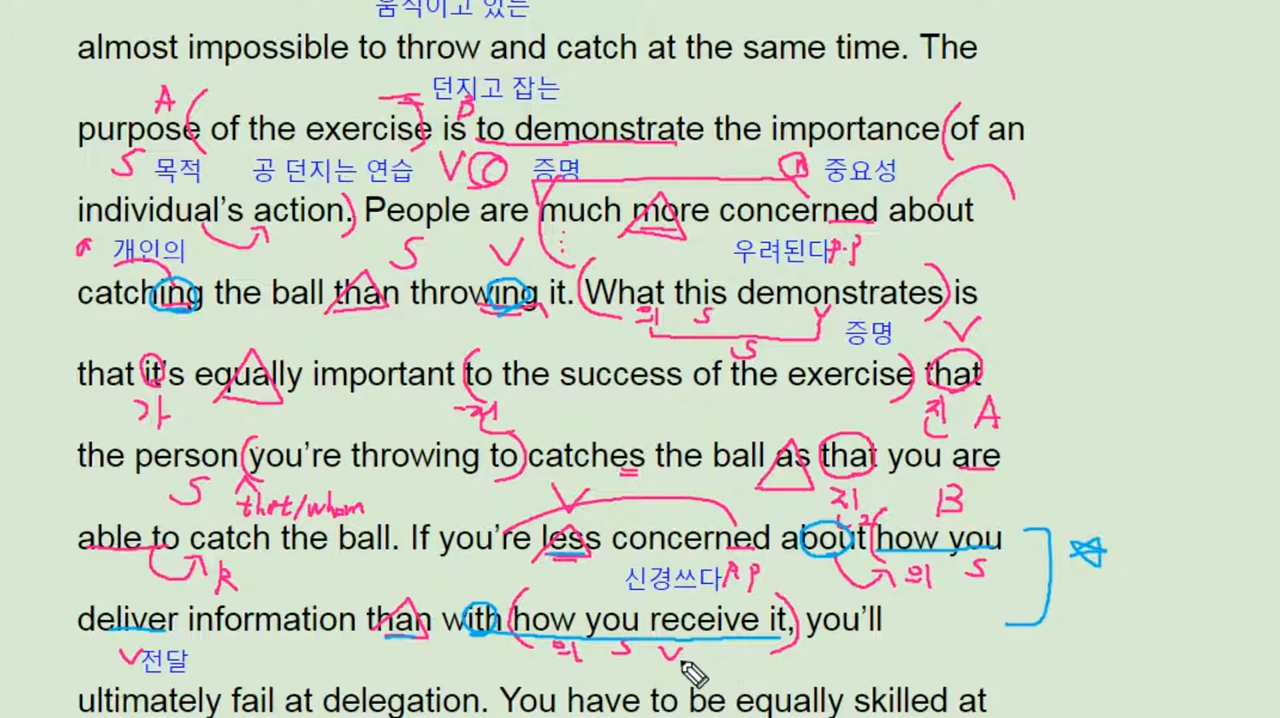 움직이고 있는
almost impossible to throw and catch at the same time. The
던지고 잡는
A B
purpose of the exercise is to demonstrate the importance of an
S 목적 공 던지는 연습 V C 증명 n 중요성
individual's action. People are much more concerned about
개인의 S V 우려된다 p.p
catching the ball than throwing it. What this demonstrates is
의 S V S 증명 V
that it's equally important to the success of the exercise that
가 진 A
the person you're throwing to catches the ball as that you are
S that/whom V 진 B
able to catch the ball. If you're less concerned about how you
R 신경쓰다 p.p 의 S
deliver information than with how you receive it, you'll
V 전달 의 S V
ultimately fail at delegation. You have to be equally skilled at